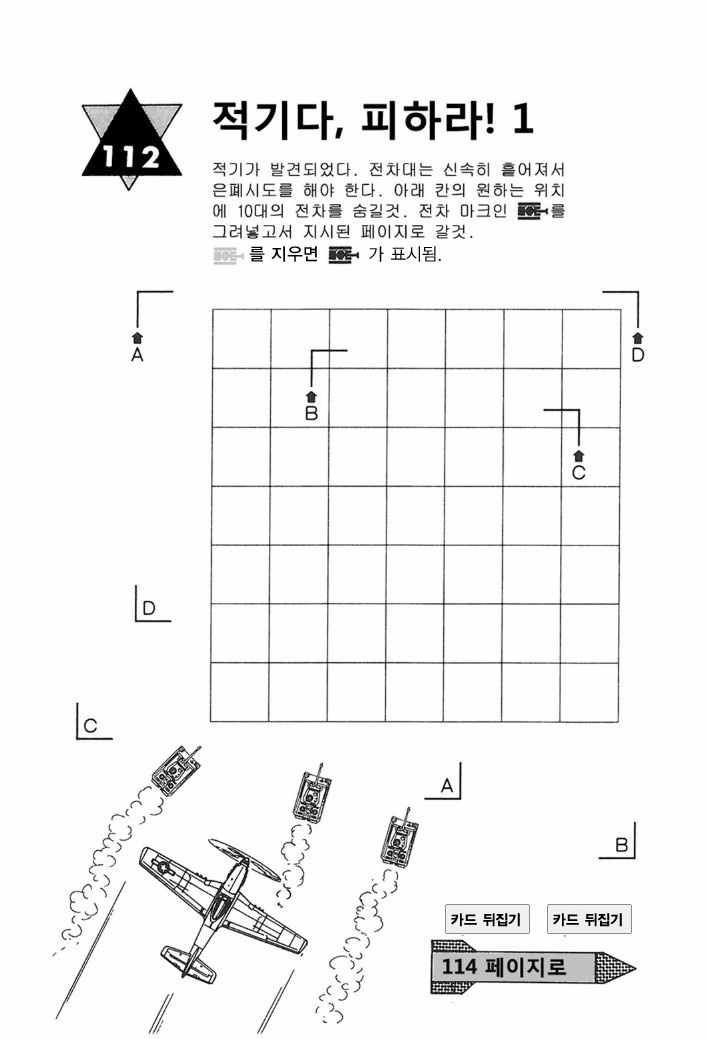 112
적기다, 피하라! 1
적기가 발견되었다. 전차대는 신속히 흩어져서
은폐시도를 해야 한다. 아래 칸의 원하는 위치
에 10대의 전차를 숨길것. 전차 마크인 를
그려넣고서 지시된 페이지로 갈것.
를 지우면 가 표시됨.
A
D
B
C
D
C
A
B
카드 뒤집기 카드 뒤집기
114 페이지로